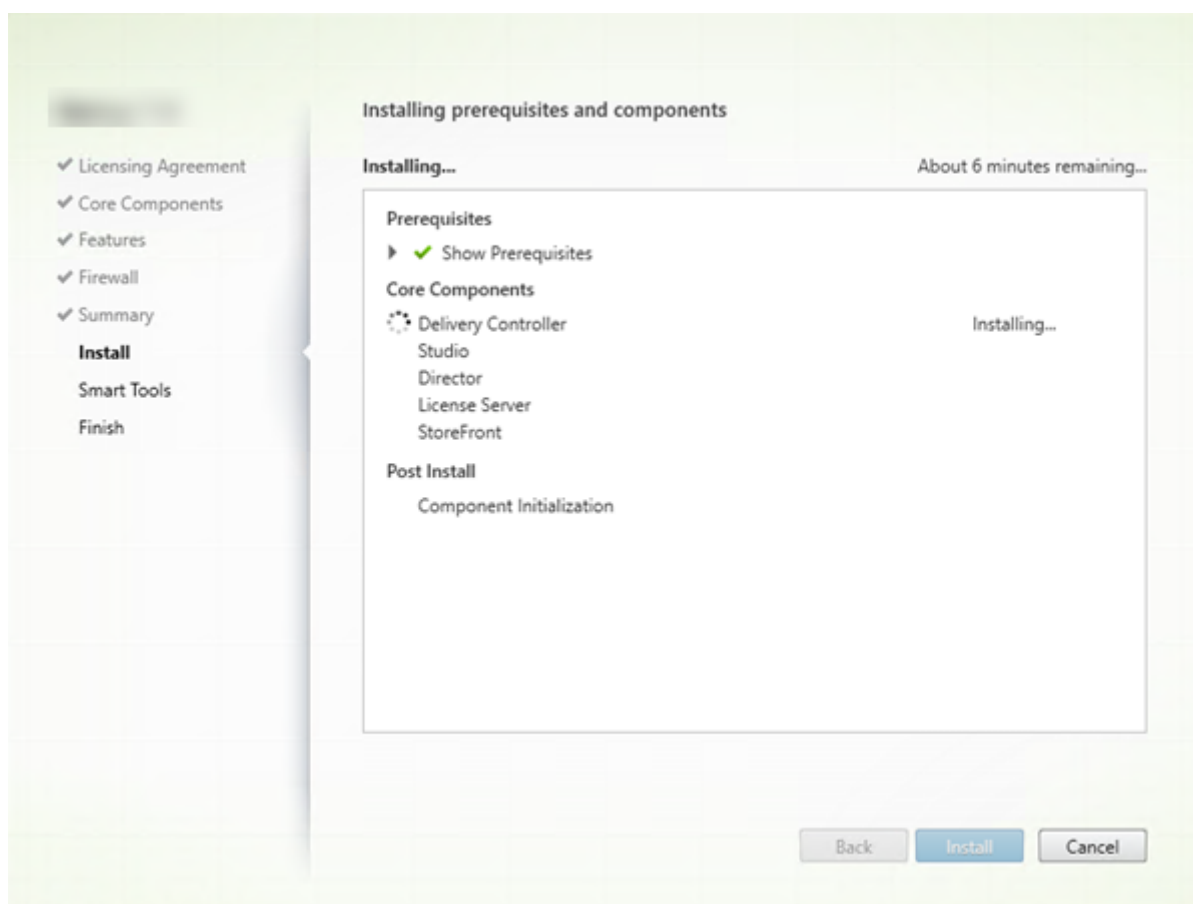 Licensing Agreement
Core Components
Features
Firewall
Summary
Install
Smart Tools
Finish
Installing prerequisites and components
Installing... About 6 minutes remaining...
Prerequisites
Show Prerequisites
Core Components
Delivery Controller Installing...
Studio
Director
License Server
StoreFront
Post Install
Component Initialization
Back Install Cancel